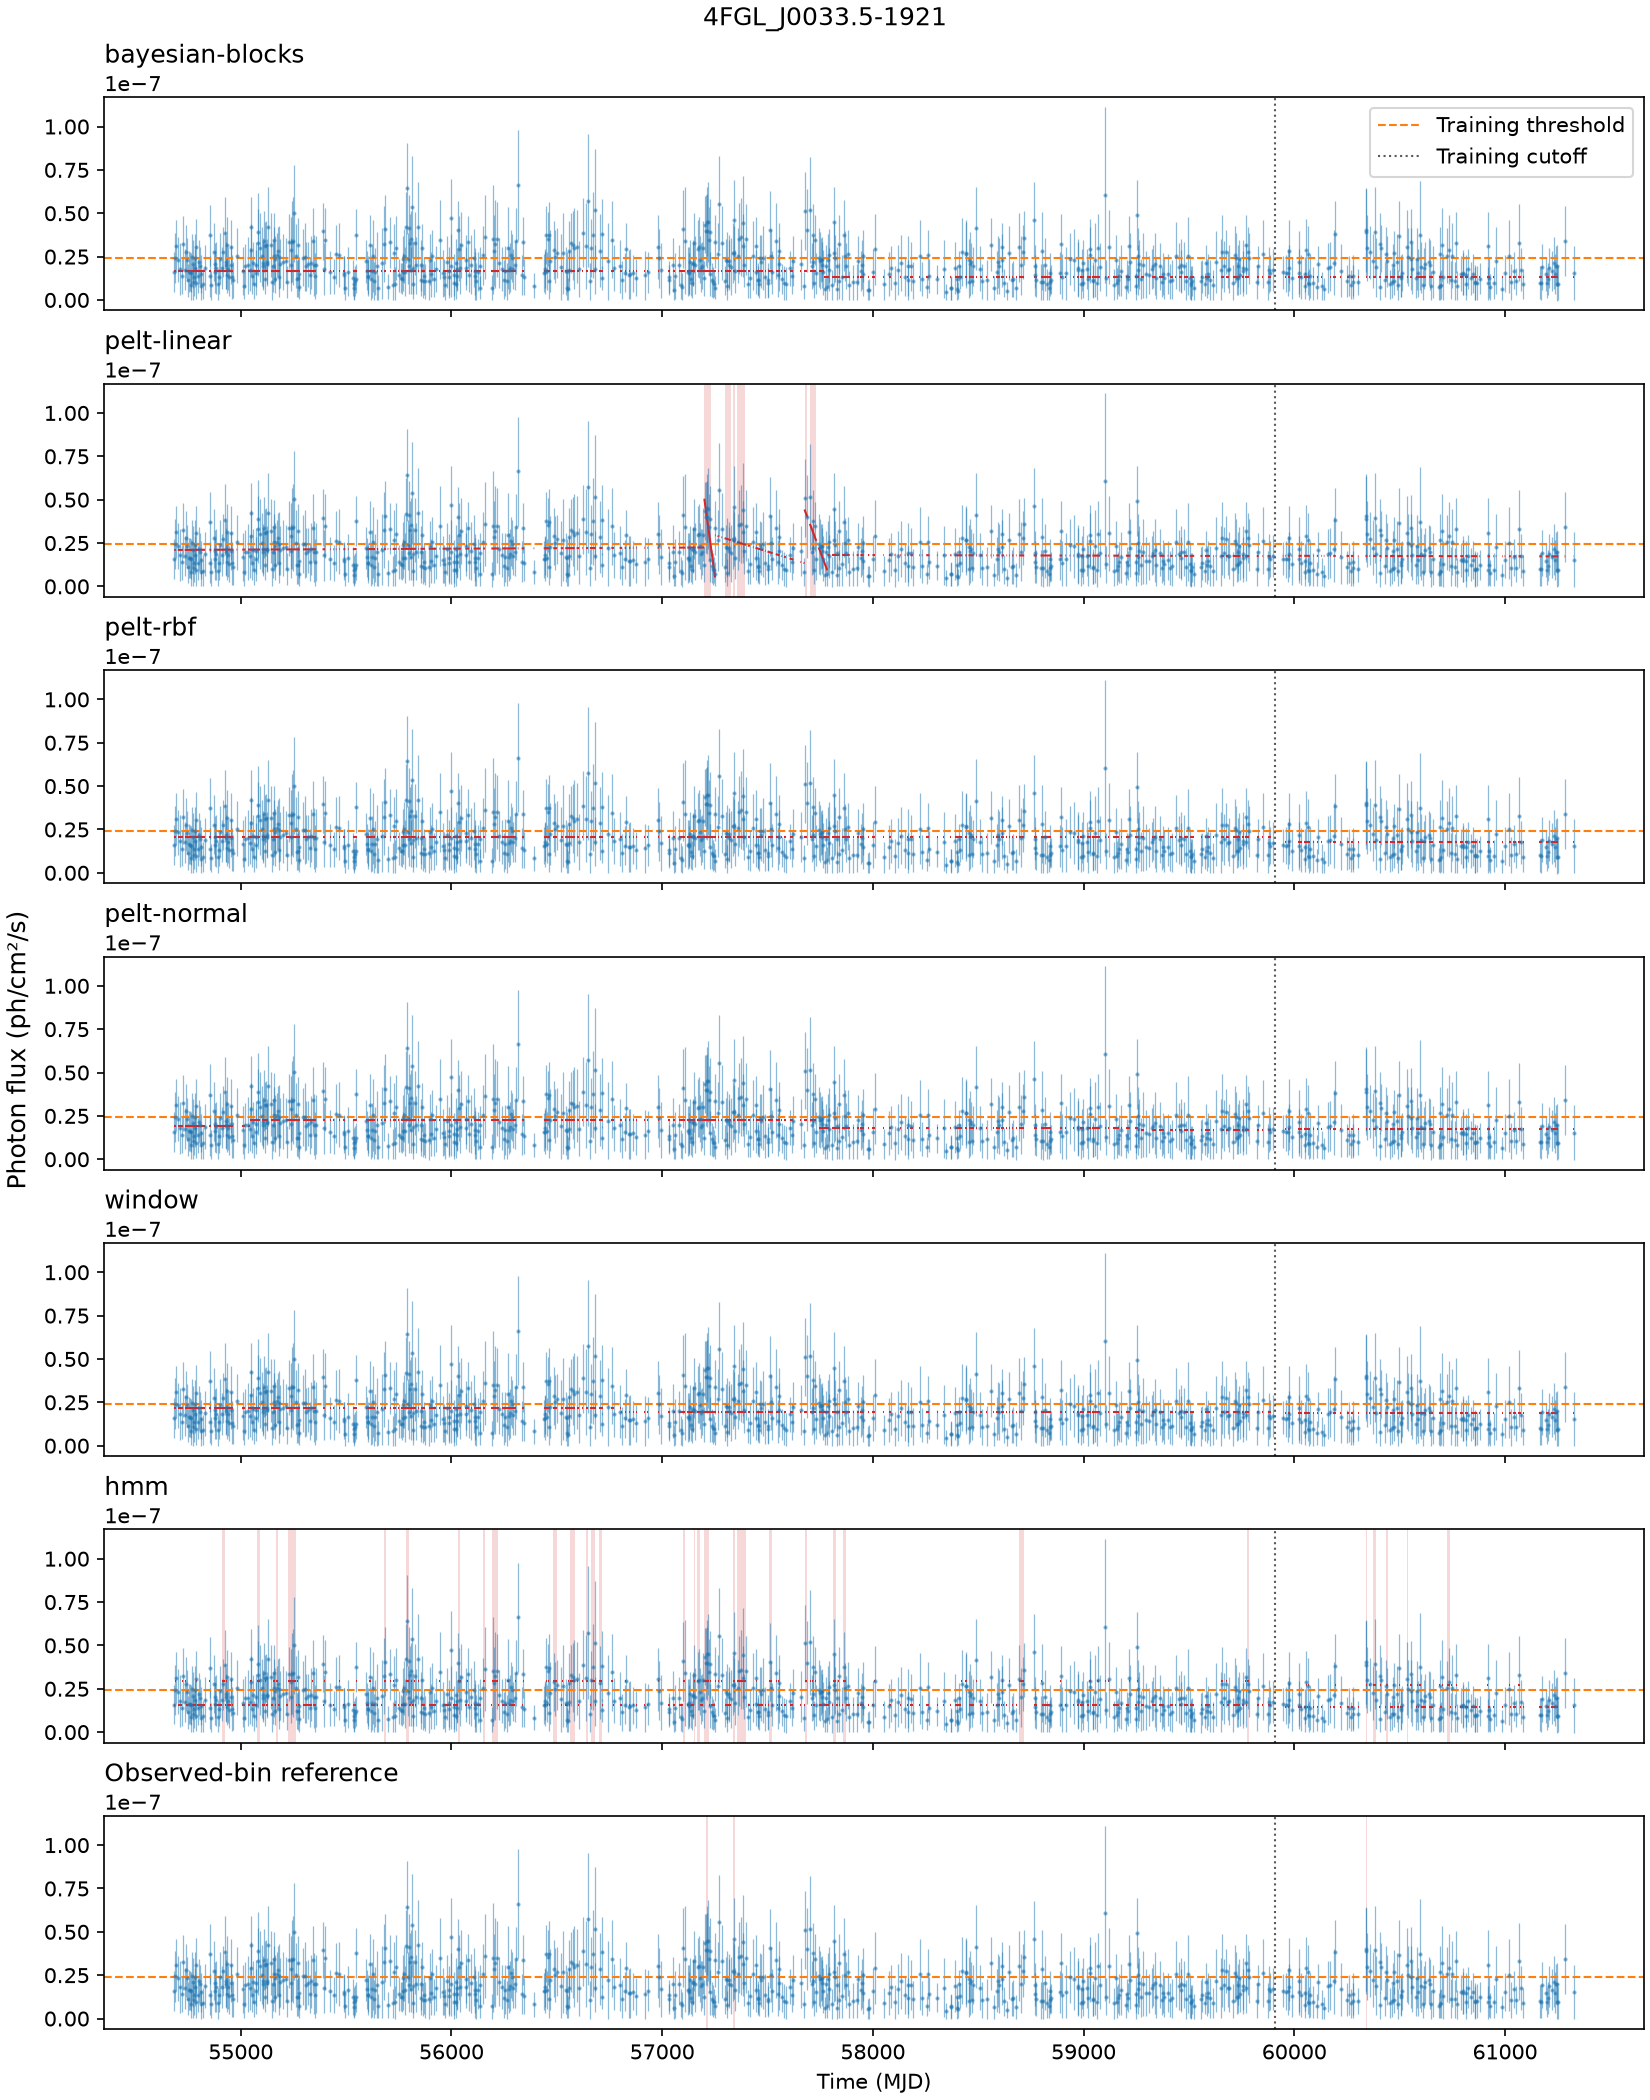 4FGL_J0033.5-1921
bayesian-blocks
1e−7
1.00
0.75
0.50
0.25
0.00
Training threshold
Training cutoff
pelt-linear
1e−7
1.00
0.75
0.50
0.25
0.00
pelt-rbf
1e−7
1.00
0.75
0.50
0.25
0.00
pelt-normal
1e−7
1.00
0.75
0.50
0.25
0.00
Photon flux (ph/cm²/s)
window
1e−7
1.00
0.75
0.50
0.25
0.00
hmm
1e−7
1.00
0.75
0.50
0.25
0.00
Observed-bin reference
1e−7
1.00
0.75
0.50
0.25
0.00
55000 56000 57000 58000 59000 60000 61000
Time (MJD)